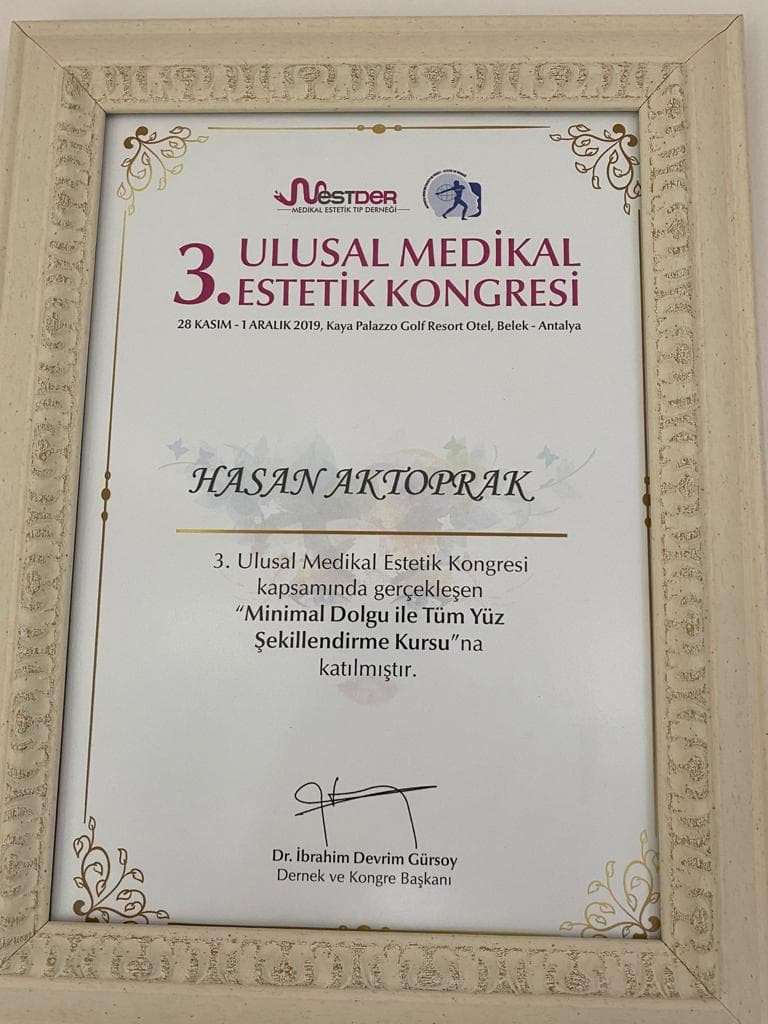 MESTDER
MEDİKAL ESTETİK TIP DERNEĞİ
3. ULUSAL MEDİKAL
ESTETİK KONGRESİ
28 KASIM - 1 ARALIK 2019, Kaya Palazzo Golf Resort Otel, Belek - Antalya
HASAN AKTOPRAK
3. Ulusal Medikal Estetik Kongresi
kapsamında gerçekleşen
“Minimal Dolgu ile Tüm Yüz
Şekillendirme Kursu”na
katılmıştır.
Dr. İbrahim Devrim Gürsoy
Dernek ve Kongre Başkanı